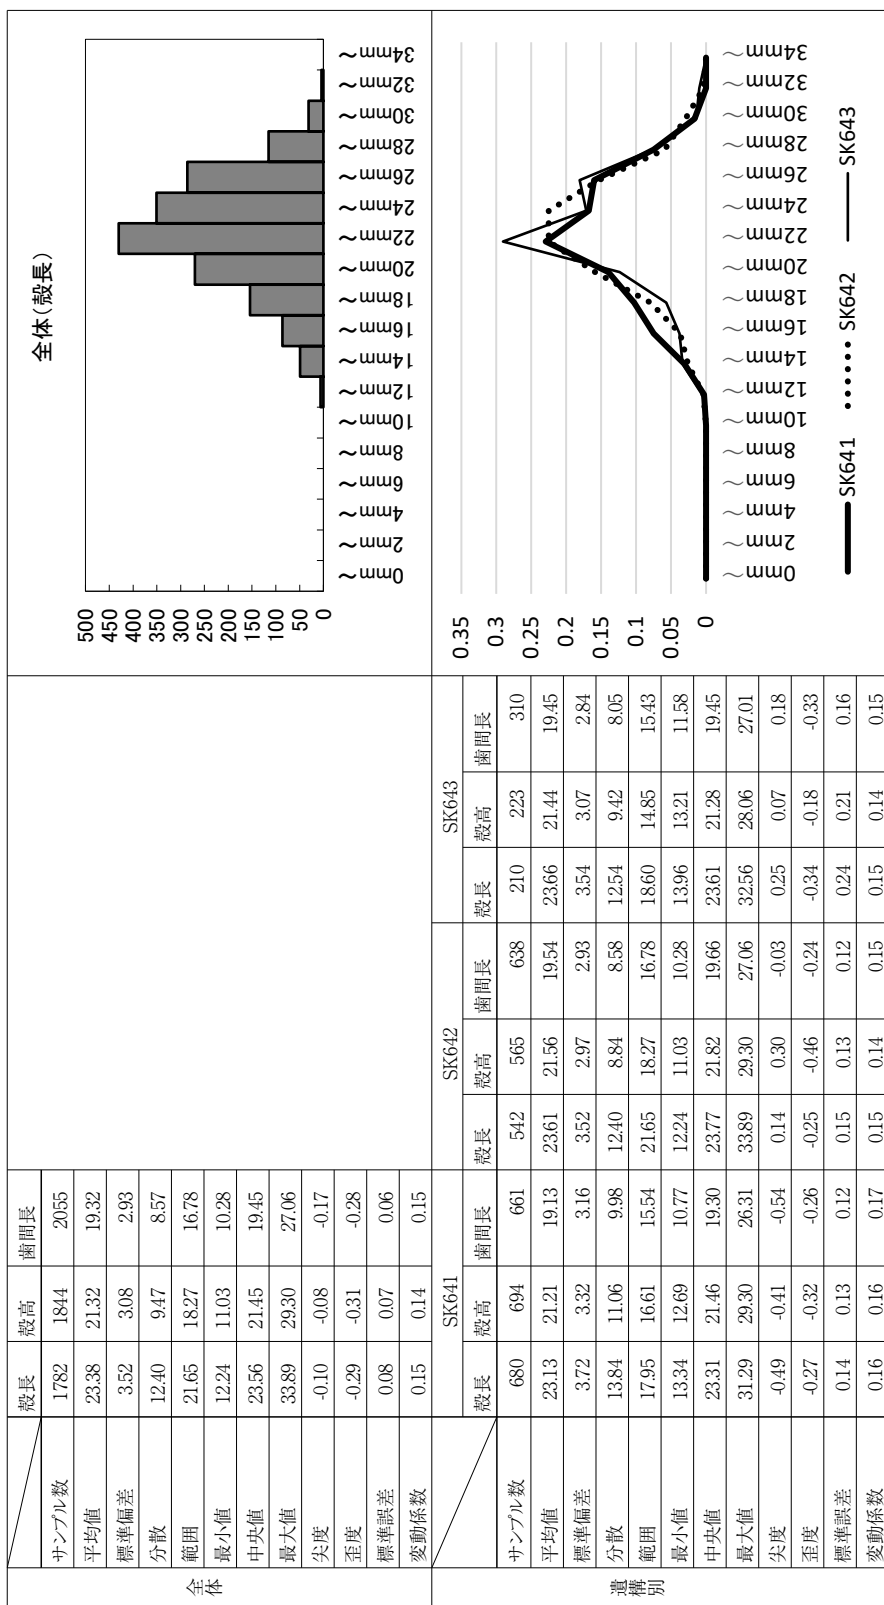 全体
殻長 殻高 歯間長
サンプル数 1782 1844 2055
平均値 23.38 21.32 19.32
標準偏差 3.52 3.08 2.93
分散 12.40 9.47 8.57
範囲 21.65 18.27 16.78
最小値 12.24 11.03 10.28
中央値 23.56 21.45 19.45
最大値 33.89 29.30 27.06
尖度 -0.10 -0.08 -0.17
歪度 -0.29 -0.31 -0.28
標準誤差 0.08 0.07 0.06
変動係数 0.15 0.14 0.15
全体(殻長)
500
450
400
350
300
250
200
150
100
50
0
0mm～ 2mm～ 4mm～ 6mm～ 8mm～ 10mm～ 12mm～ 14mm～ 16mm～ 18mm～ 20mm～ 22mm～ 24mm～ 26mm～ 28mm～ 30mm～ 32mm～ 34mm～
遺構別
SK641 SK642 SK643
殻長 殻高 歯間長 殻長 殻高 歯間長 殻長 殻高 歯間長
サンプル数 680 694 661 542 565 638 210 223 310
平均値 23.13 21.21 19.13 23.61 21.56 19.54 23.66 21.44 19.45
標準偏差 3.72 3.32 3.16 3.52 2.97 2.93 3.54 3.07 2.84
分散 13.84 11.06 9.98 12.40 8.84 8.58 12.54 9.42 8.05
範囲 17.95 16.61 15.54 21.65 18.27 16.78 18.60 14.85 15.43
最小値 13.34 12.69 10.77 12.24 11.03 10.28 13.96 13.21 11.58
中央値 23.31 21.46 19.30 23.77 21.82 19.66 23.61 21.28 19.45
最大値 31.29 29.30 26.31 33.89 29.30 27.06 32.56 28.06 27.01
尖度 -0.49 -0.41 -0.54 0.14 0.30 -0.03 0.25 0.07 0.18
歪度 -0.27 -0.32 -0.26 -0.25 -0.46 -0.24 -0.34 -0.18 -0.33
標準誤差 0.14 0.13 0.12 0.15 0.13 0.12 0.24 0.21 0.16
変動係数 0.16 0.16 0.17 0.15 0.14 0.15 0.15 0.14 0.15
0.35
0.3
0.25
0.2
0.15
0.1
0.05
0
0mm～ 2mm～ 4mm～ 6mm～ 8mm～ 10mm～ 12mm～ 14mm～ 16mm～ 18mm～ 20mm～ 22mm～ 24mm～ 26mm～ 28mm～ 30mm～ 32mm～ 34mm～
SK641 SK642 SK643